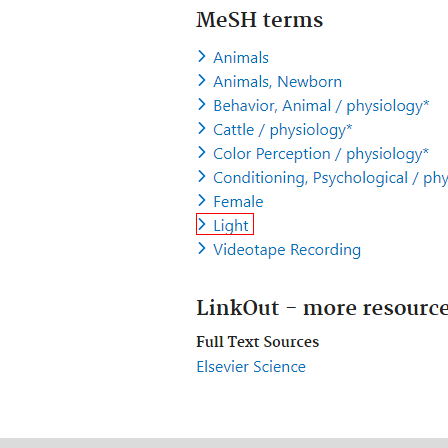 MeSH terms
Animals
Animals, Newborn
Behavior, Animal / physiology*
Cattle / physiology*
Color Perception / physiology*
Conditioning, Psychological / phy
Female
Light
Videotape Recording
LinkOut - more resource
Full Text Sources
Elsevier Science